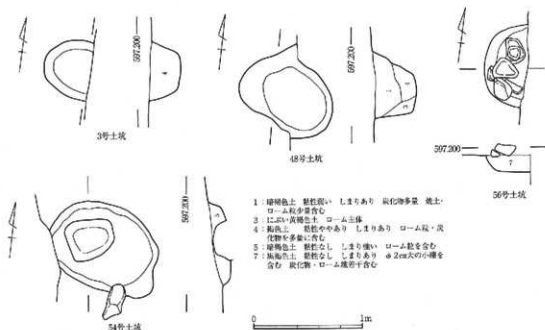 597.200
4
3号土坑
597.200
1
3
48号土坑
597.200
7
56号土坑
597.200
5
54号土坑
1：暗褐色土 粘性弱い しまりあり 炭化物多量 焼土・
ローム粒少量含む
3：にぶい黄褐色土 ローム主体
4：褐色土 粘性ややあり しまりあり ローム粒・炭
化物を多量に含む
5：暗褐色土 粘性なし しまり強い ローム粒を含む
7：黒褐色土 粘性なし しまりあり φ2cm大の小礫を
含む 炭化物・ローム塊若干含む
0
1m